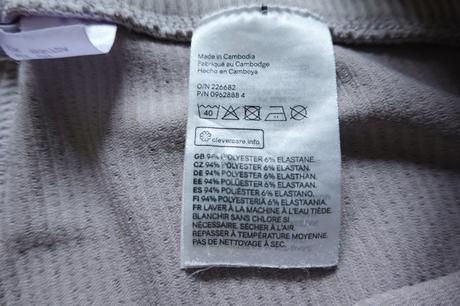 Made in Cambodia
Fabriqué au Cambodge
Hecho en Camboya
O/N 226682
P/N 0962888 4
40
clevercare.info
GB 94% POLYESTER 6% ELASTANE.
CZ 94% POLYESTER 6% ELASTAN.
DE 94% POLYESTER 6% ELASTHAN.
EE 94% POLÜESTER 6% ELASTAAN.
ES 94% POLIÉSTER 6% ELASTANO.
FI 94% POLYESTERIA 6% ELASTAANIA.
FR LAVER À LA MACHINE À L'EAU TIÈDE.
BLANCHIR SANS CHLORE SI
NÉCESSAIRE. SÉCHER À L'AIR.
REPASSER À TEMPÉRATURE MOYENNE.
PAS DE NETTOYAGE À SEC.